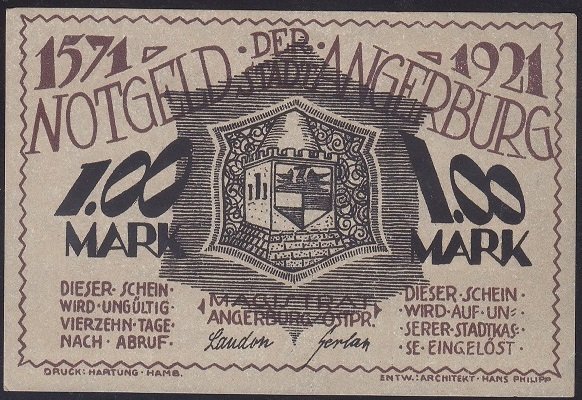 1571 - - 1921
NOTGELD · DER · STADT ANGERBURG
1.00 MARK
1.00 MARK
DIESER · SCHEIN ·
WIRD · UNGÜLTIG ·
VIERZEHN · TAGE ·
NACH · ABRUF ·
MAGISTRAT
ANGERBURG · OSTPR.
Laudon Gerlan
DIESER · SCHEIN ·
WIRD · AUF · UN=
SERER · STADTKAS=
SE · EINGELÖST ·
DRUCK: HARTUNG · HAMB.
ENTW.: ARCHITEKT · HANS PHILIPP